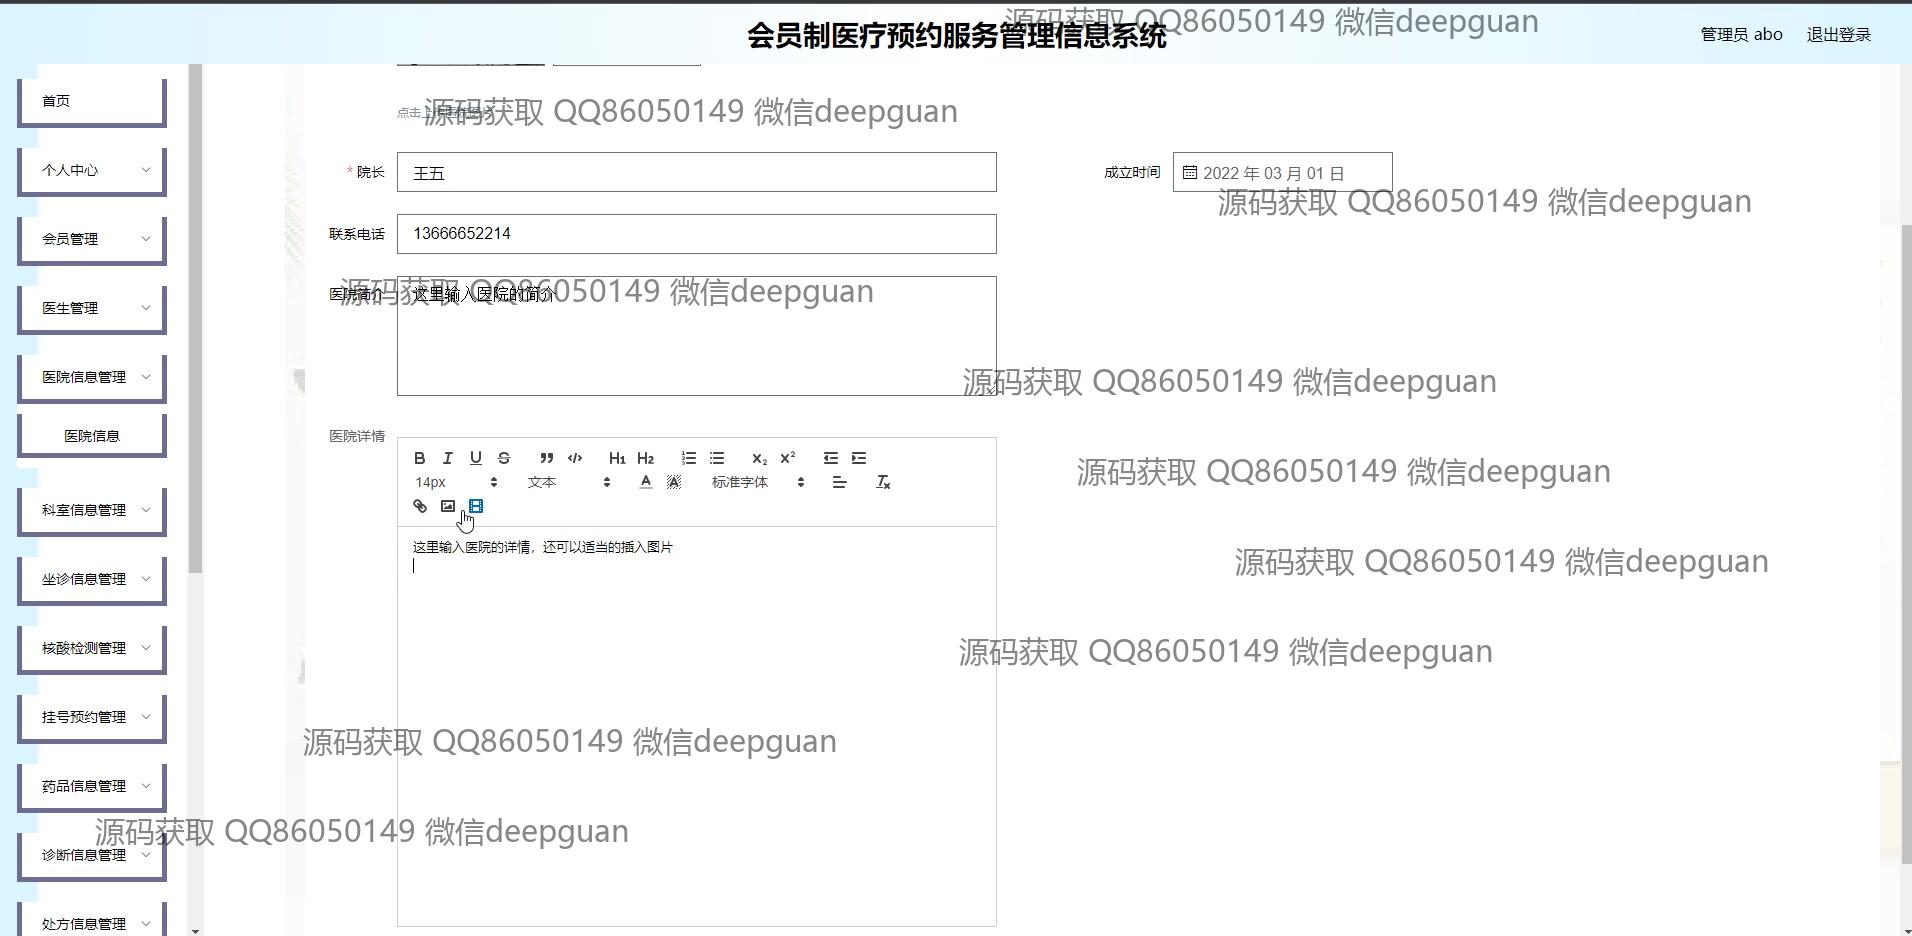 会员制医疗预约服务管理信息系统
管理员 abo
退出登录
源码获取 QQ86050149 微信deepguan
首页
个人中心
会员管理
医生管理
医院信息管理
医院信息
科室信息管理
坐诊信息管理
核酸检测管理
挂号预约管理
药品信息管理
诊断信息管理
处方信息管理
源码获取 QQ86050149 微信deepguan
* 院长
王五
成立时间
2022 年 03 月 01 日
源码获取 QQ86050149 微信deepguan
联系电话
13666652214
医院简介
这里输入医院的简介
源码获取 QQ86050149 微信deepguan
源码获取 QQ86050149 微信deepguan
医院详情
B I U S H1 H2 X2 X2
14px 文本 A A 标准字体 Tx
源码获取 QQ86050149 微信deepguan
这里输入医院的详情，还可以适当的插入图片
源码获取 QQ86050149 微信deepguan
源码获取 QQ86050149 微信deepguan
源码获取 QQ86050149 微信deepguan
源码获取 QQ86050149 微信deepguan